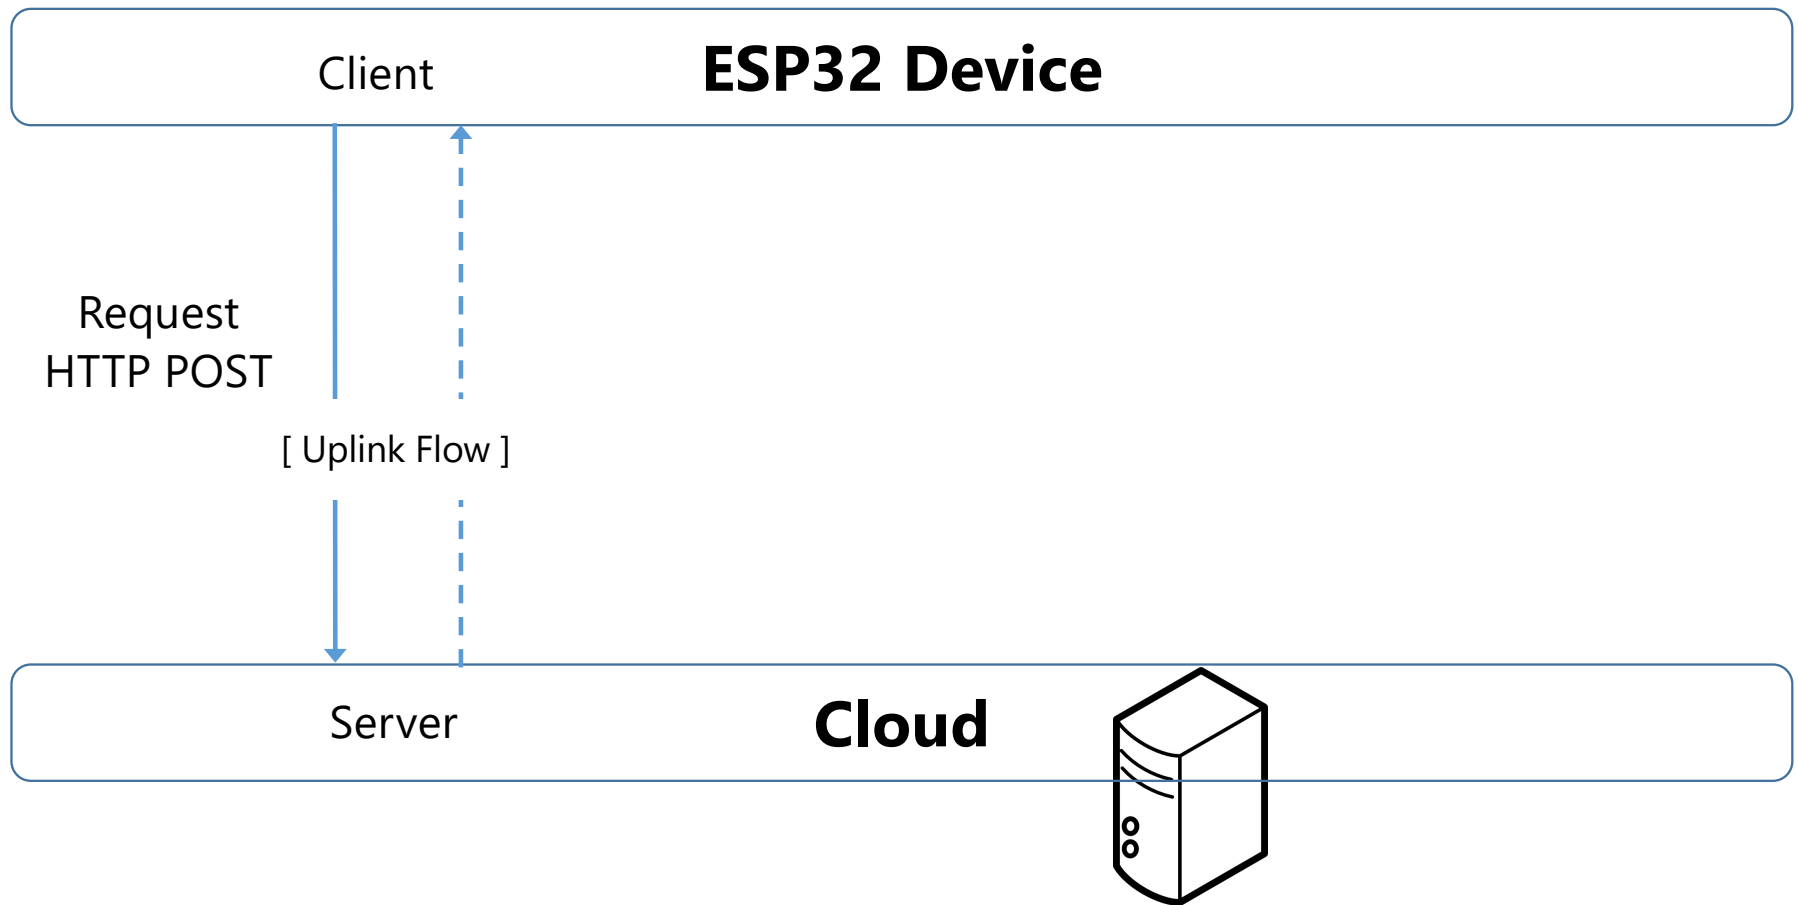 Client
ESP32 Device
Request
HTTP POST
[ Uplink Flow ]
Server
Cloud